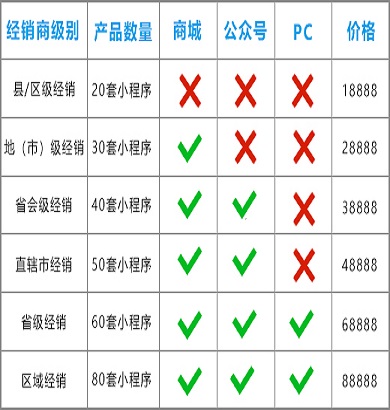 经销商级别 产品数量 商城 公众号 PC 价格
县/区级经销 20套小程序 18888
地（市）级经销 30套小程序 28888
省会级经销 40套小程序 38888
直辖市经销 50套小程序 48888
省级经销 60套小程序 68888
区域经销 80套小程序 88888